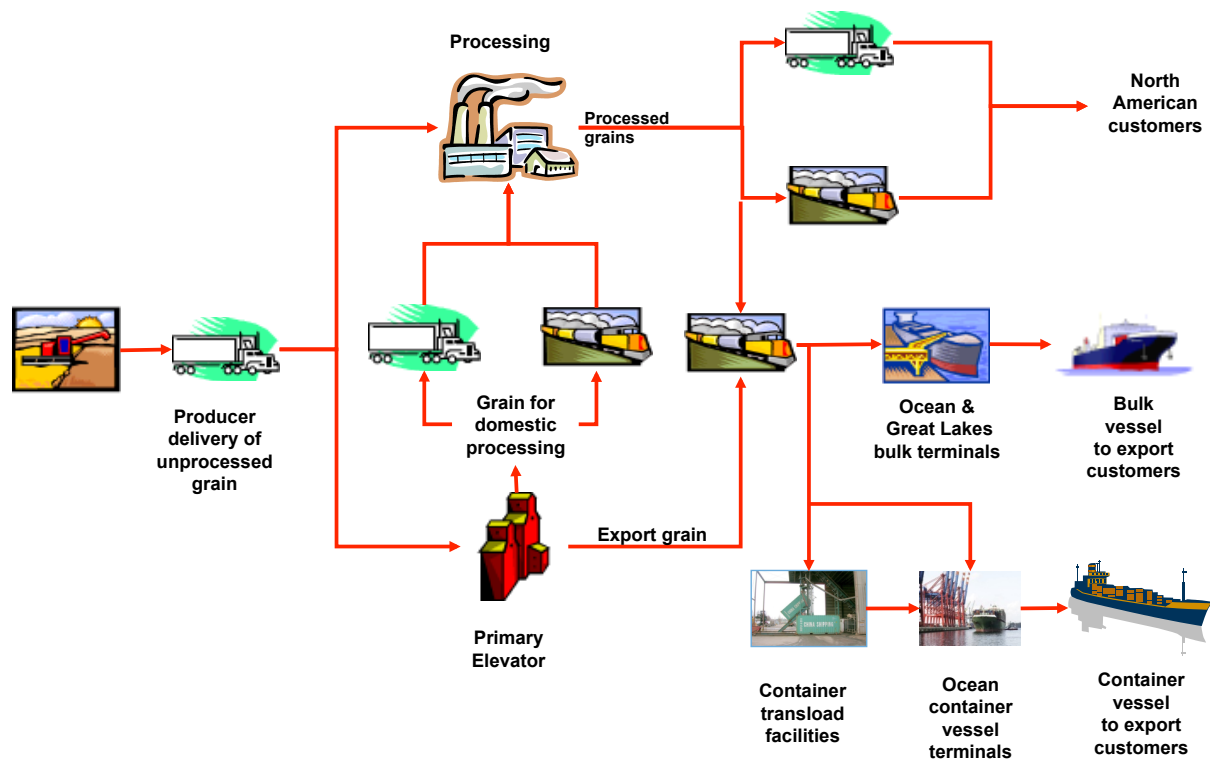 Processing
Processed
grains
North
American
customers
Producer
delivery of
unprocessed
grain
Grain for
domestic
processing
Export grain
Primary
Elevator
Ocean &
Great Lakes
bulk terminals
Bulk
vessel
to export
customers
Container
transload
facilities
Ocean
container
vessel
terminals
Container
vessel
to export
customers